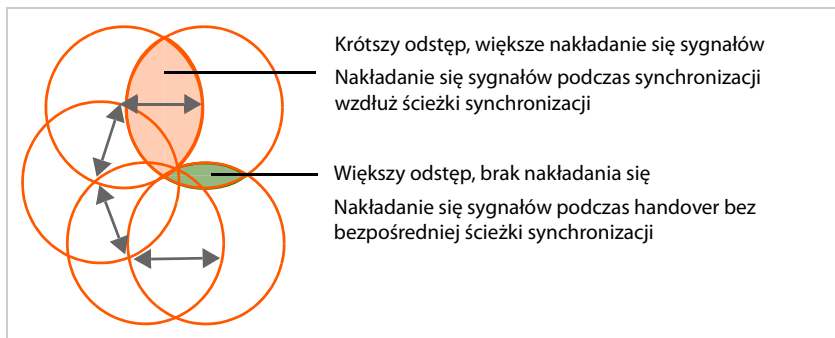 Krótszy odstęp, większe nakładanie się sygnałów
Nakładanie się sygnałów podczas synchronizacji
wzdłuż ścieżki synchronizacji
Większy odstęp, brak nakładania się
Nakładanie się sygnałów podczas handover bez
bezpośredniej ścieżki synchronizacji